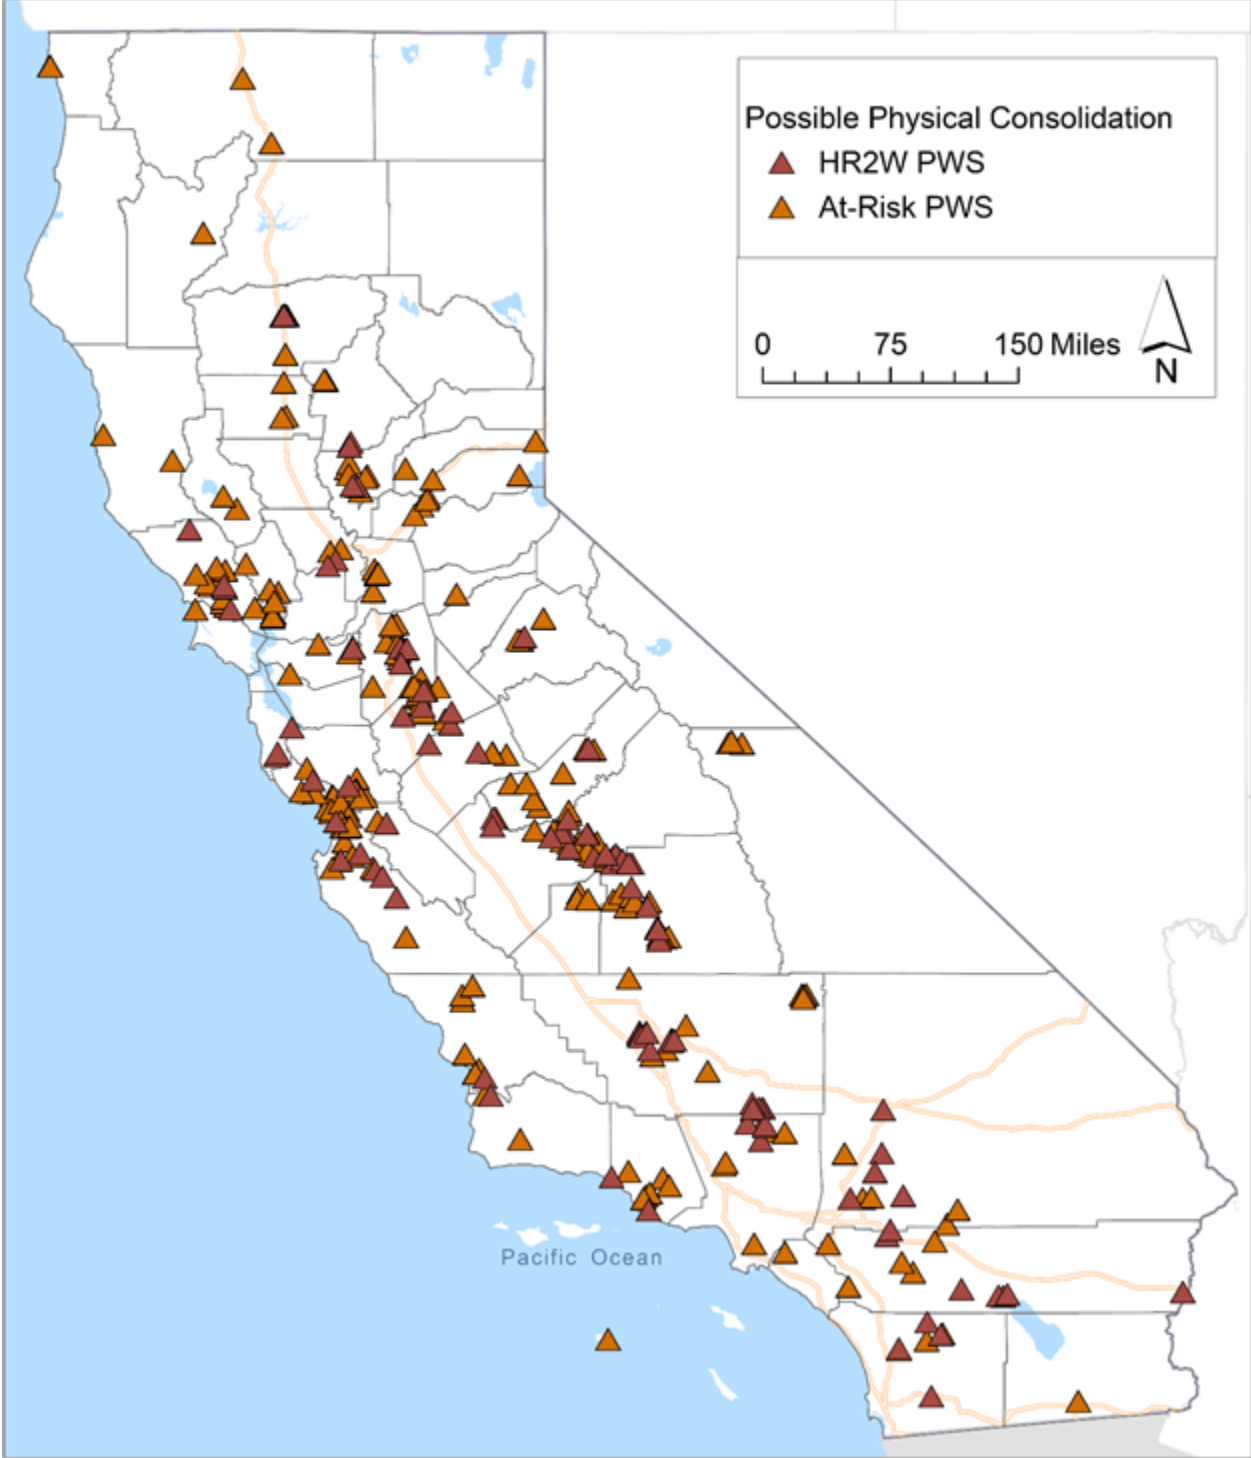 Possible Physical Consolidation
HR2W PWS
At-Risk PWS
0 75 150 Miles
N
Pacific Ocean